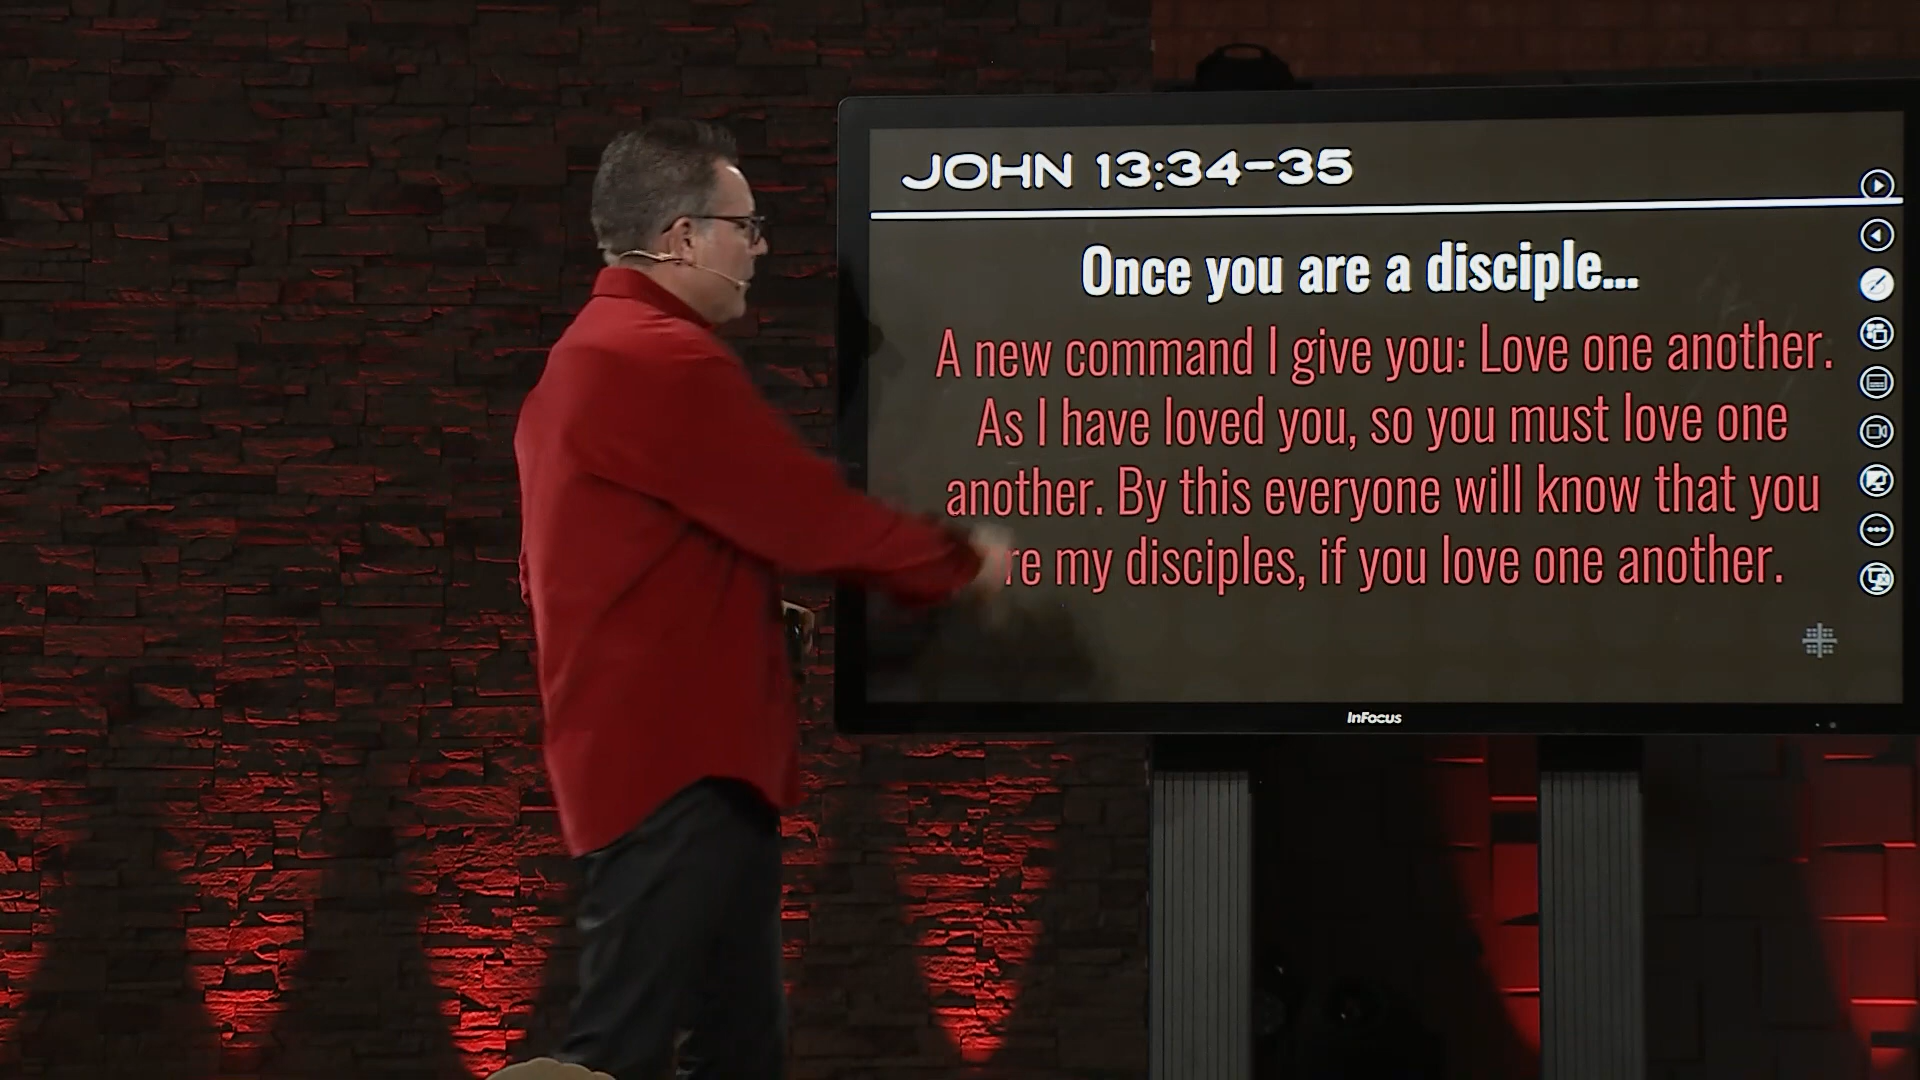 JOHN 13:34-35
Once you are a disciple...
A new command I give you: Love one another.
As I have loved you, so you must love one
another. By this everyone will know that you
re my disciples, if you love one another.
InFocus